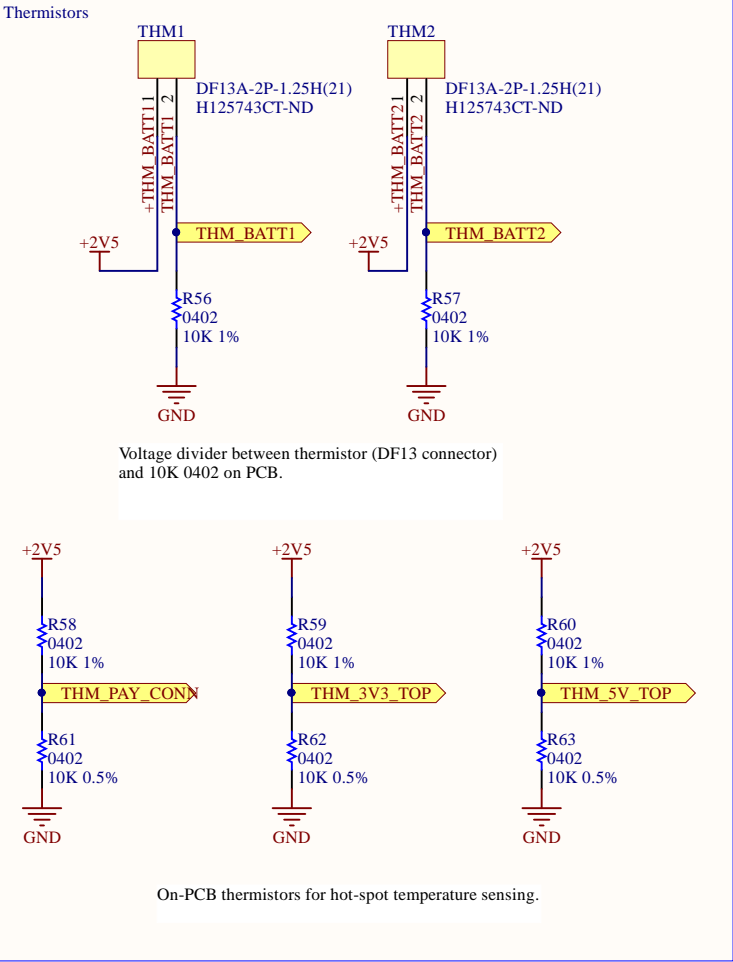 Thermistors
THM1
DF13A-2P-1.25H(21)
H125743CT-ND
1
2
+THM_BATT1
THM_BATT1
THM_BATT1
+2V5
R56
0402
10K 1%
GND
THM2
DF13A-2P-1.25H(21)
H125743CT-ND
1
2
+THM_BATT2
THM_BATT2
THM_BATT2
+2V5
R57
0402
10K 1%
GND
Voltage divider between thermistor (DF13 connector)
and 10K 0402 on PCB.
+2V5
R58
0402
10K 1%
THM_PAY_CONN
R61
0402
10K 0.5%
GND
+2V5
R59
0402
10K 1%
THM_3V3_TOP
R62
0402
10K 0.5%
GND
+2V5
R60
0402
10K 1%
THM_5V_TOP
R63
0402
10K 0.5%
GND
On-PCB thermistors for hot-spot temperature sensing.